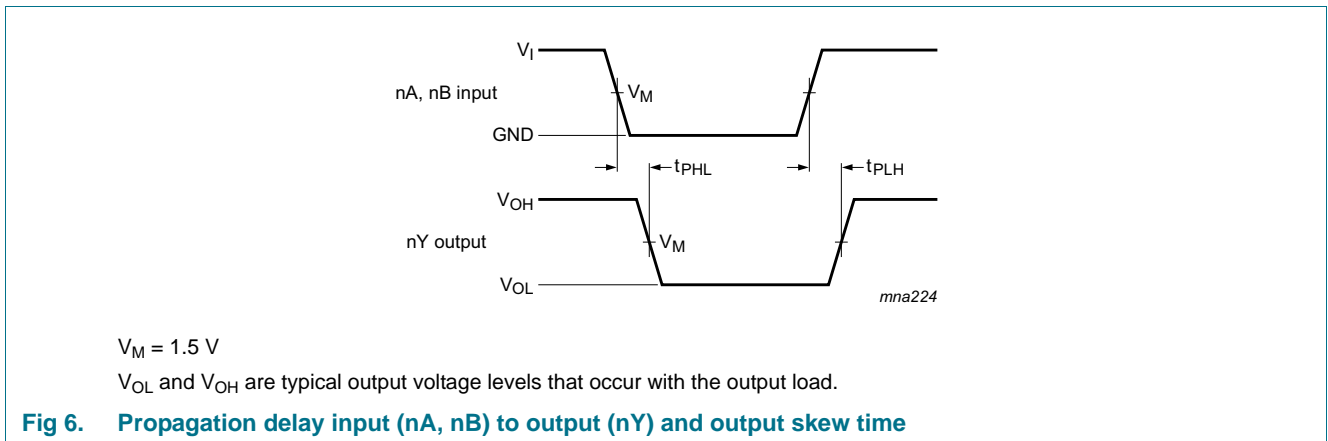 VI
nA, nB input
VM
GND
tPHL
tPLH
VOH
nY output
VM
VOL
mna224
VM = 1.5 V
VOL and VOH are typical output voltage levels that occur with the output load.
Fig 6. Propagation delay input (nA, nB) to output (nY) and output skew time